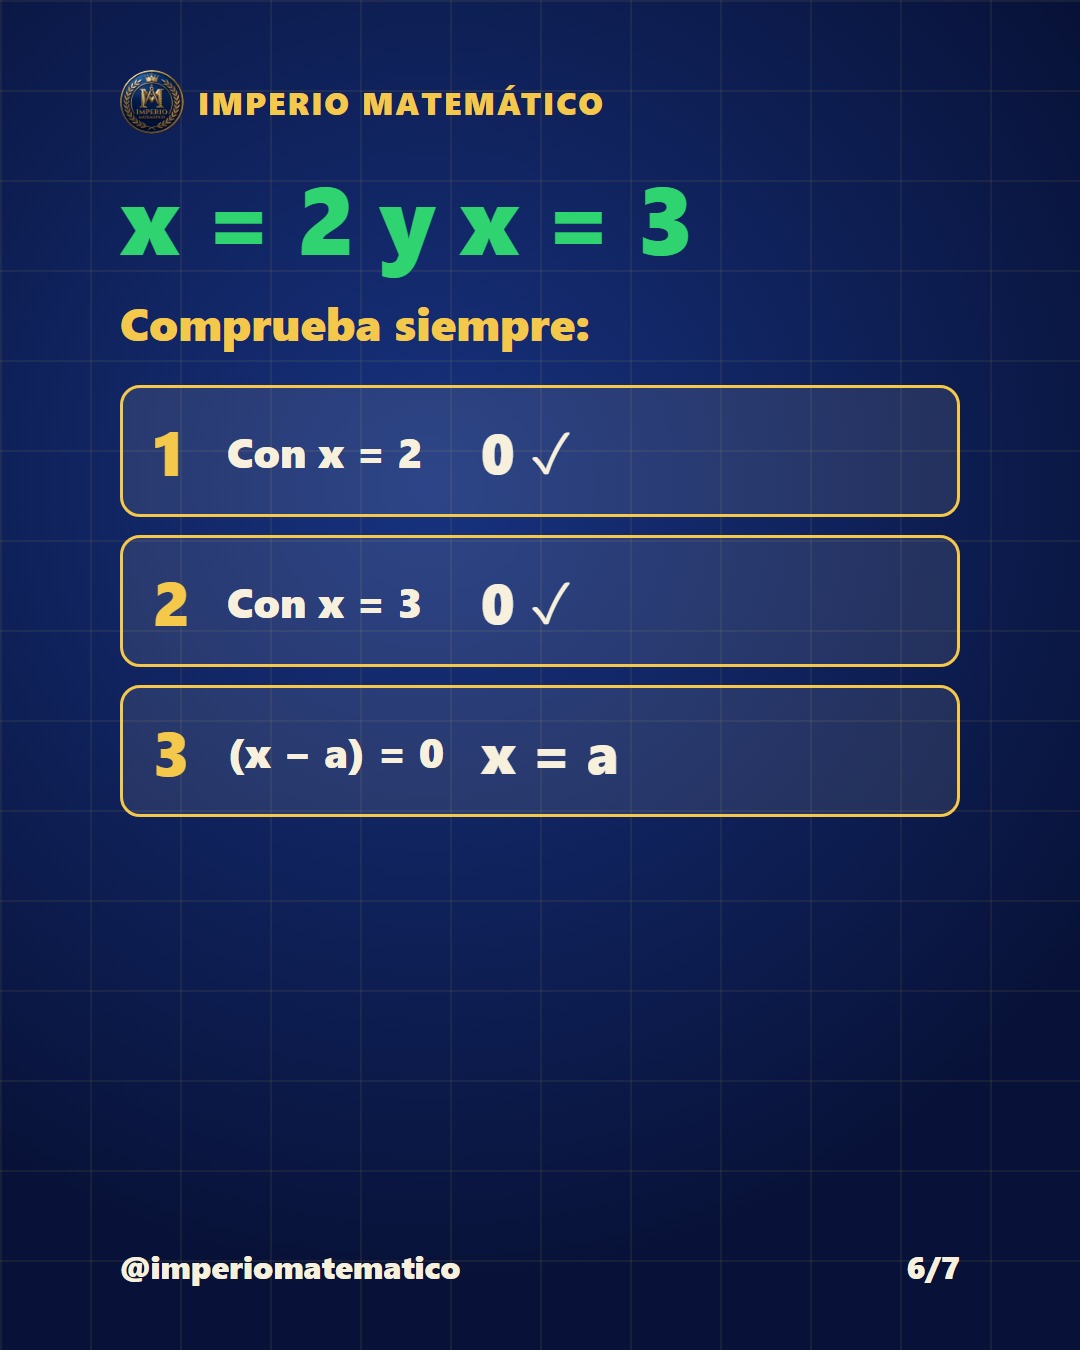 IMPERIO MATEMÁTICO
x = 2 y x = 3
Comprueba siempre:
1 Con x = 2 0 ✓
2 Con x = 3 0 ✓
3 (x − a) = 0 x = a
@imperiomatematico 6/7